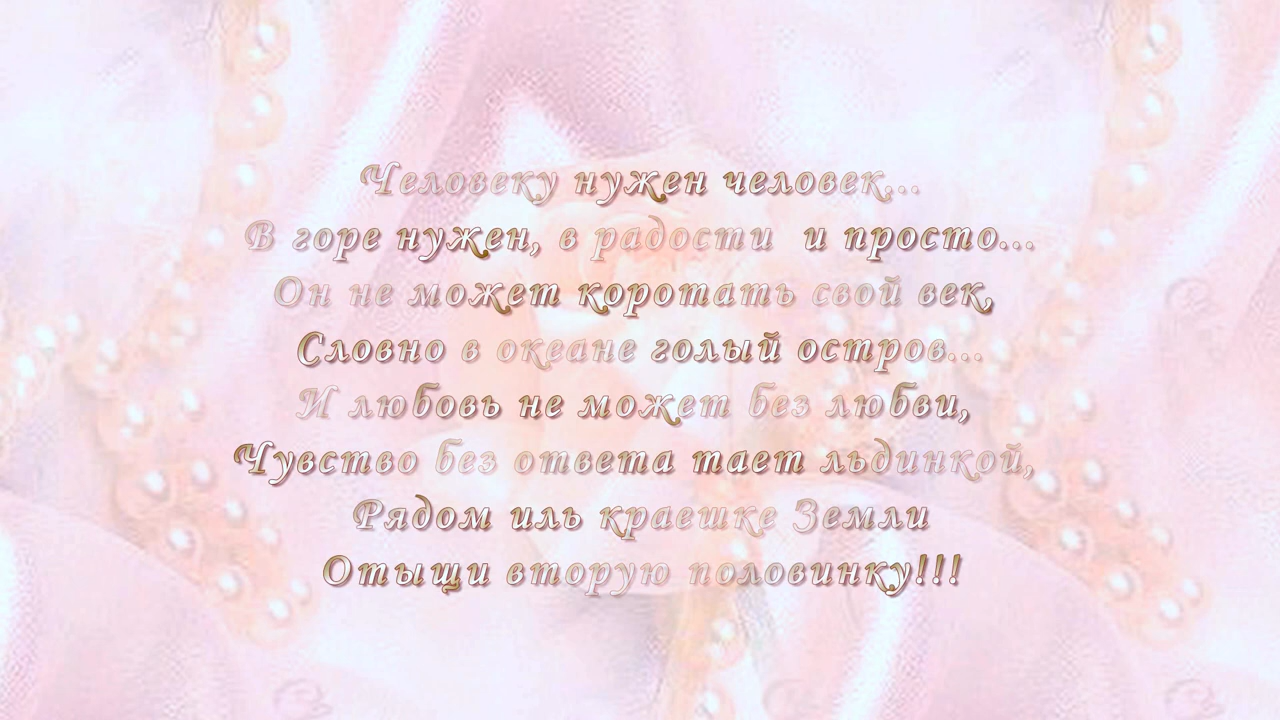 Человеку нужен человек...
В горе нужен, в радости и просто...
Он не может коротать свой век,
Словно в океане голый остров...
И любовь не может без любви,
Чувство без ответа тает льдинкой,
Рядом иль краешке Земли
Отыщи вторую половинку!!!